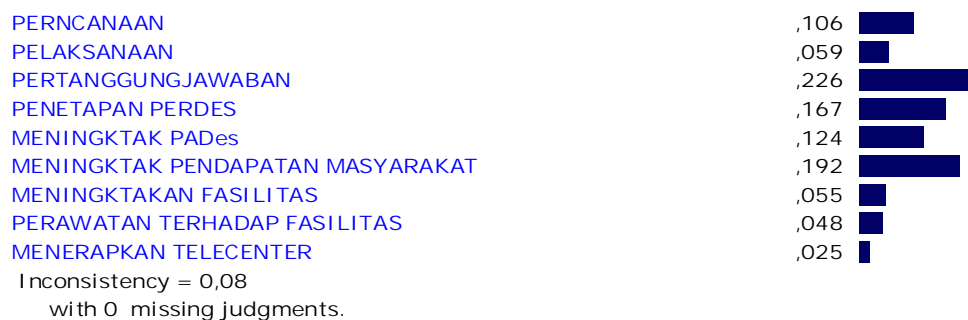 PERNCANAAN ,106
PELAKSANAAN ,059
PERTANGGUNGJAWABAN ,226
PENETAPAN PERDES ,167
MENINGKTAK PADes ,124
MENINGKTAK PENDAPATAN MASYARAKAT ,192
MENINGKTAKAN FASILITAS ,055
PERAWATAN TERHADAP FASILITAS ,048
MENERAPKAN TELECENTER ,025
Inconsistency = 0,08
with 0 missing judgments.